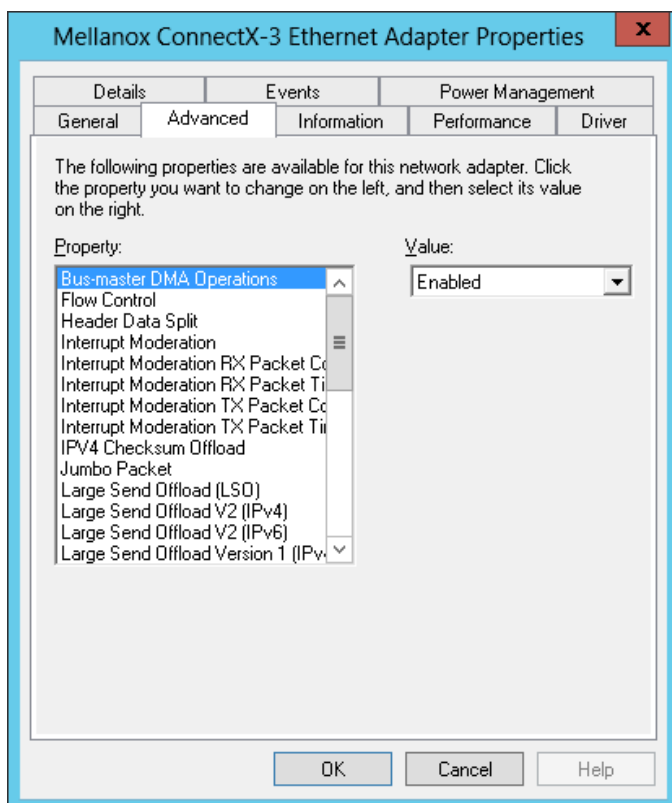 Mellanox ConnectX-3 Ethernet Adapter Properties
x
Details Events Power Management
General Advanced Information Performance Driver
The following properties are available for this network adapter. Click
the property you want to change on the left, and then select its value
on the right.
Property: Value:
Bus-master DMA Operations Enabled
Flow Control
Header Data Split
Interrupt Moderation
Interrupt Moderation RX Packet Co
Interrupt Moderation RX Packet Ti
Interrupt Moderation TX Packet Co
Interrupt Moderation TX Packet Tir
IPV4 Checksum Offload
Jumbo Packet
Large Send Offload (LSO)
Large Send Offload V2 (IPv4)
Large Send Offload V2 (IPv6)
Large Send Offload Version 1 (IPv
OK Cancel Help